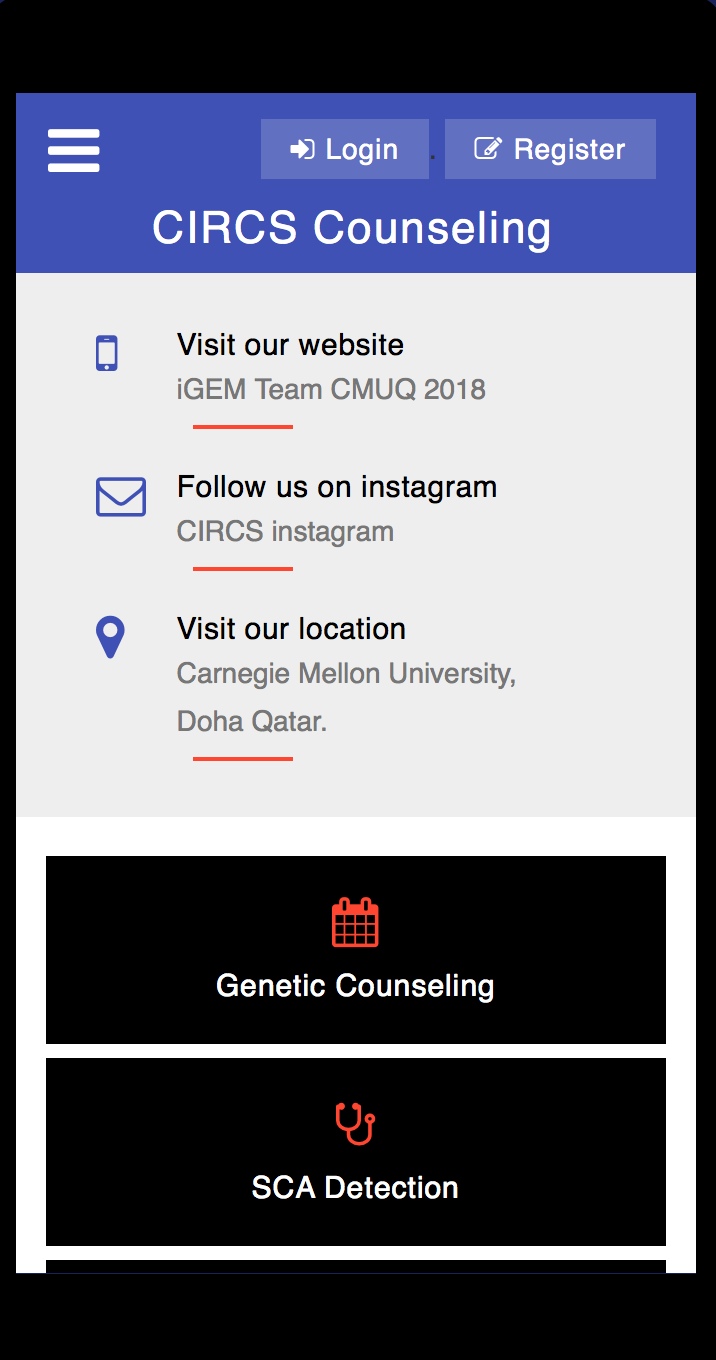 Login
Register
CIRCS Counseling
Visit our website
iGEM Team CMUQ 2018
Follow us on instagram
CIRCS instagram
Visit our location
Carnegie Mellon University,
Doha Qatar.
Genetic Counseling
SCA Detection